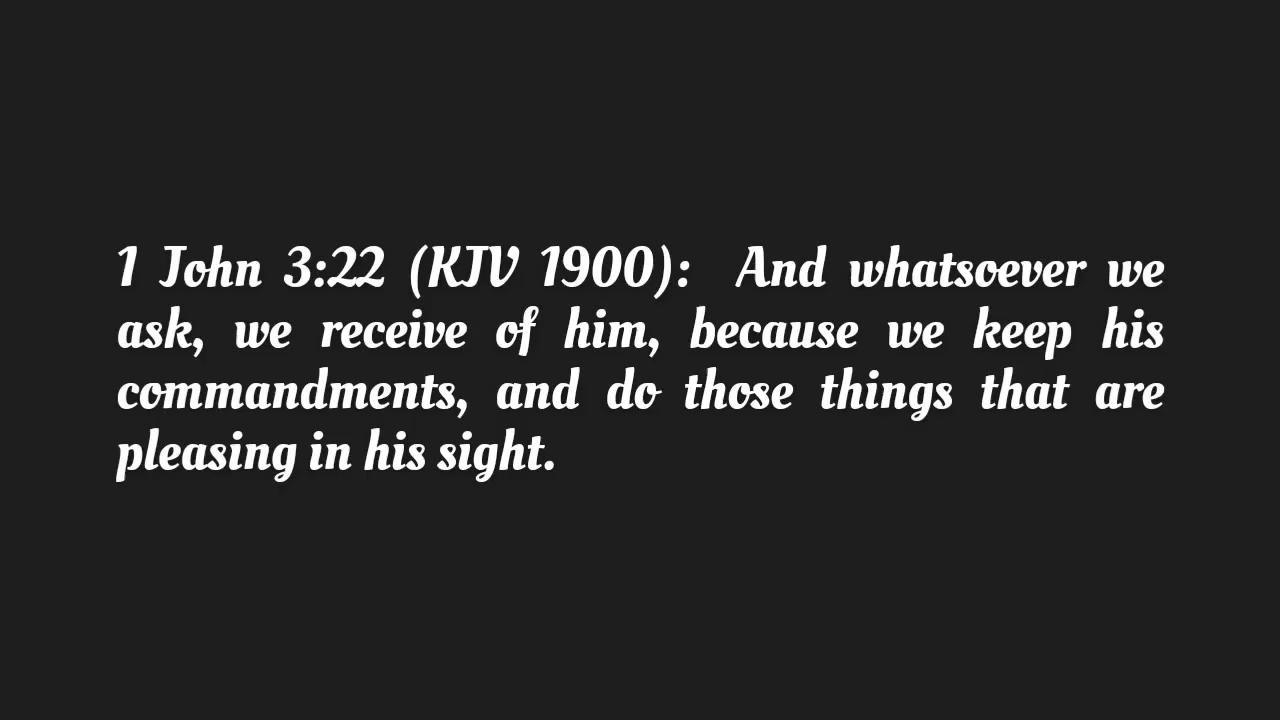 1 John 3:22 (KJV 1900): And whatsoever we
ask, we receive of him, because we keep his
commandments, and do those things that are
pleasing in his sight.